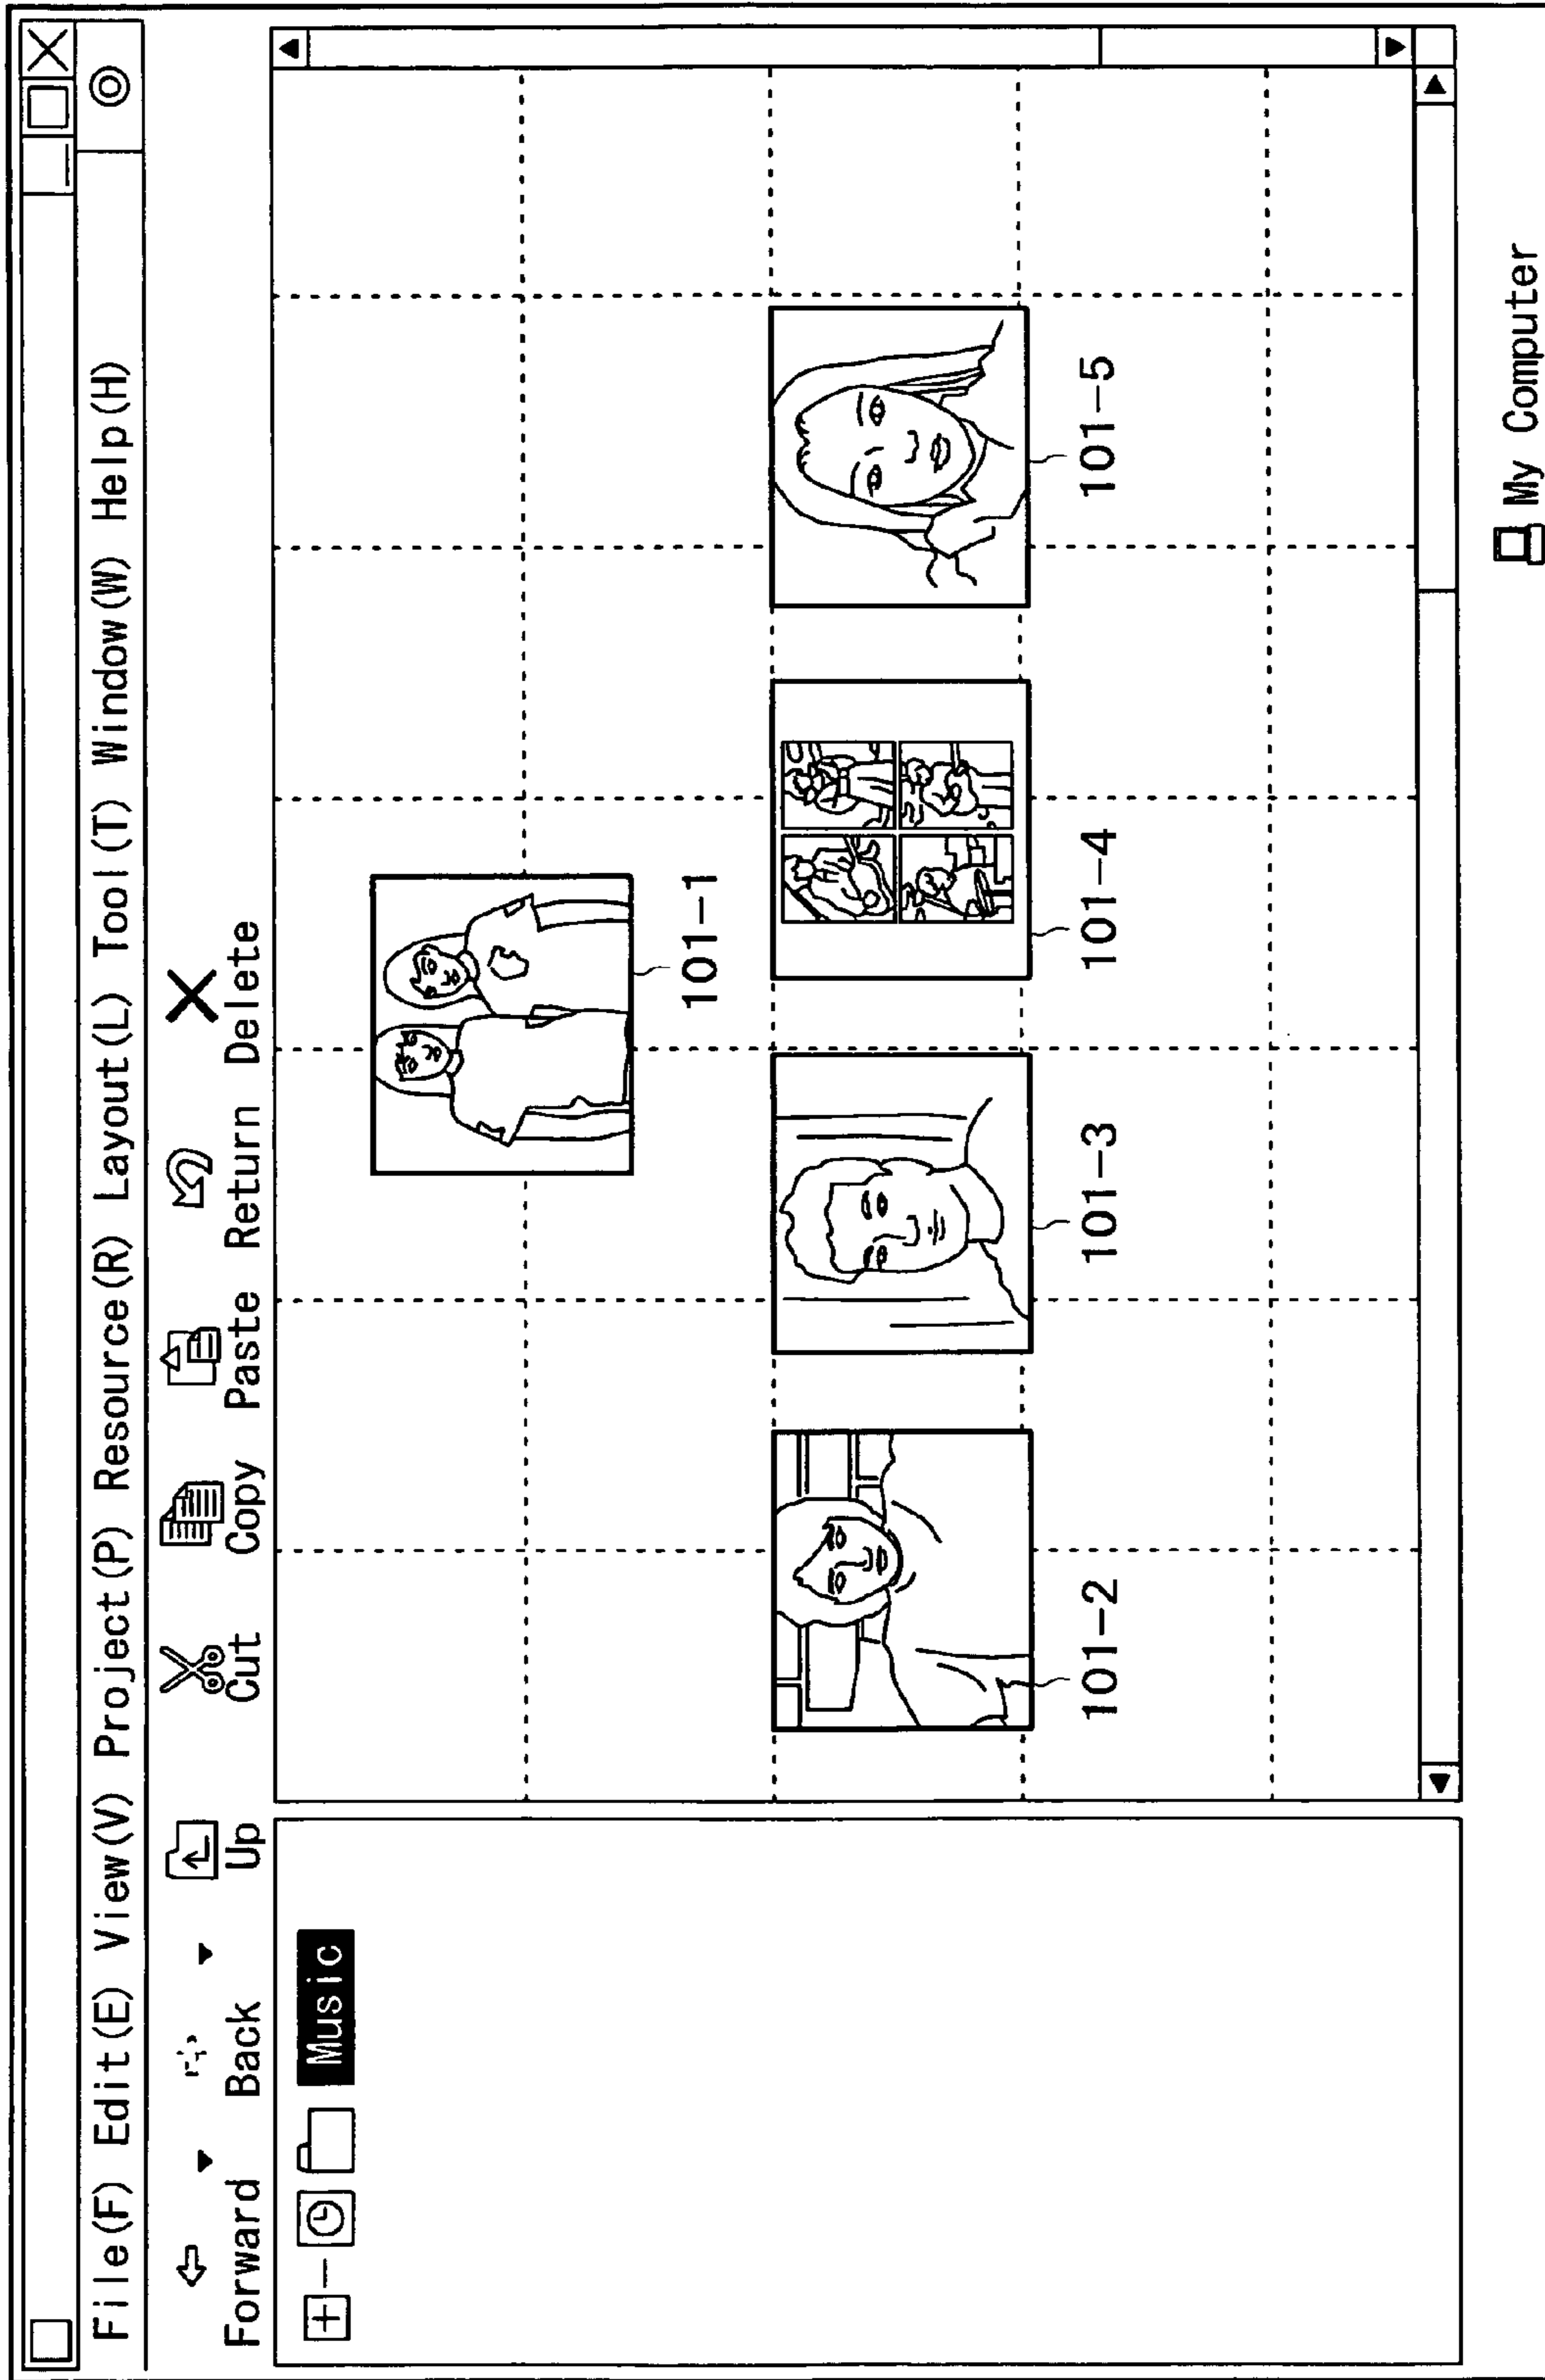 File(F) Edit(E) View(V) Project(P) Resource(R) Layout(L) Tool(T) Window(W) Help(H)
Forward Back Up Cut Copy Paste Return Delete
Music
101-1
101-2 101-3 101-4 101-5
My Computer